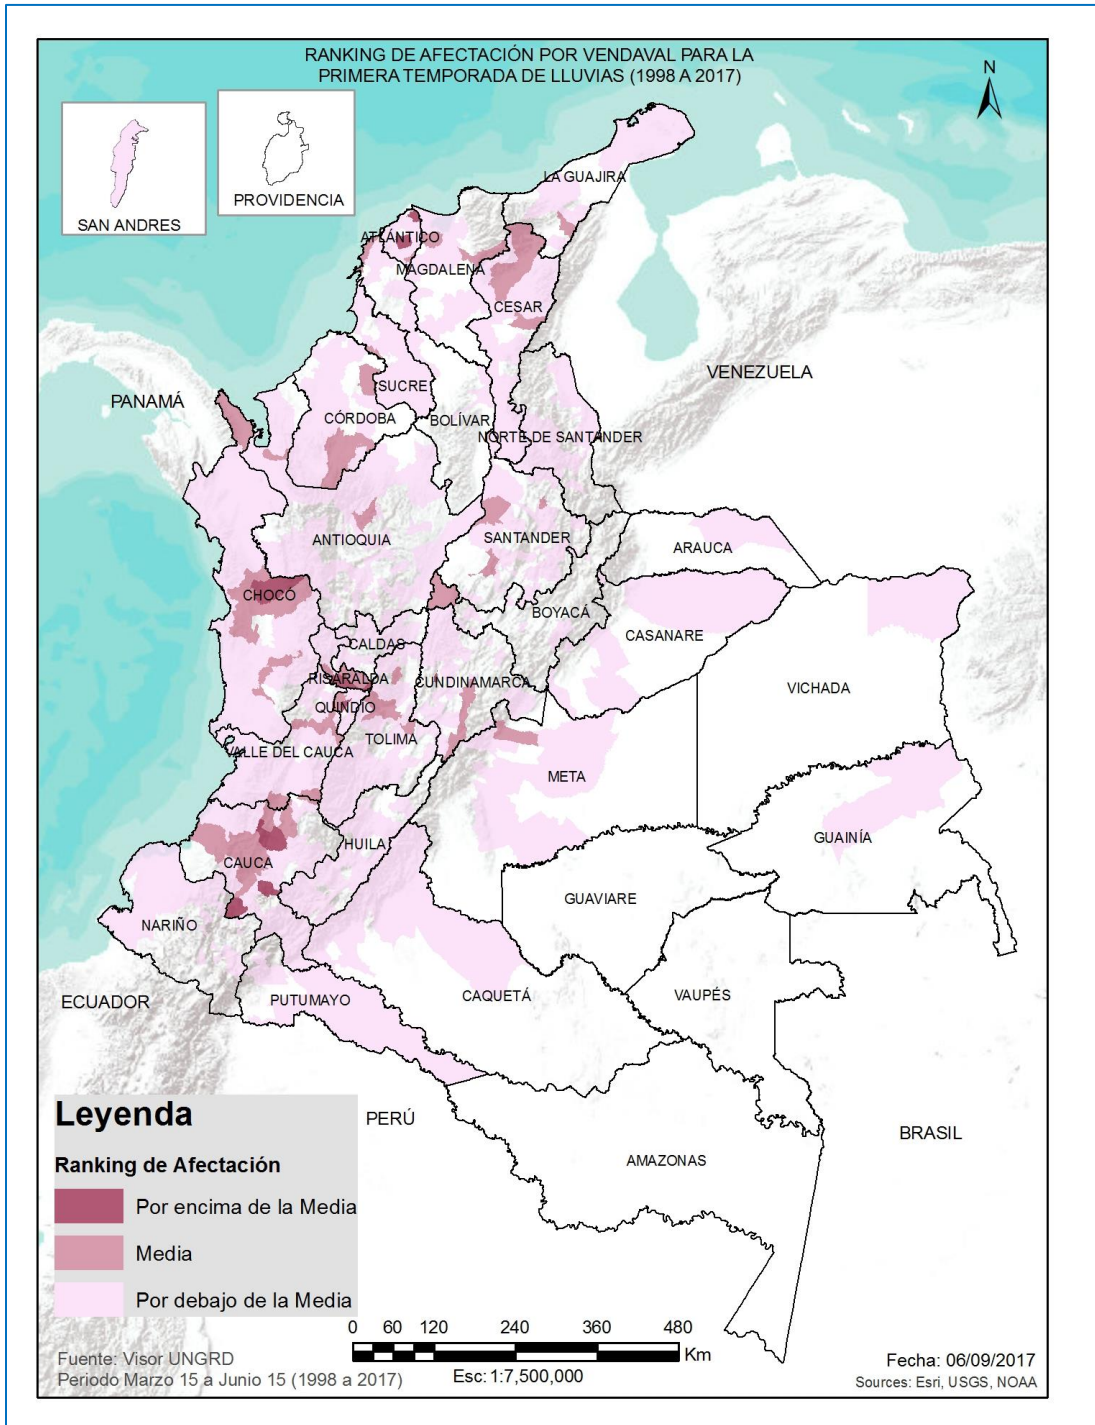 RANKING DE AFECTACIÓN POR VENDAVAL PARA LA
PRIMERA TEMPORADA DE LLUVIAS (1998 A 2017)
N
SAN ANDRES
PROVIDENCIA
LA GUAJIRA
ATLÁNTICO
MAGDALENA
CESAR
VENEZUELA
PANAMÁ
SUCRE
CÓRDOBA
BOLÍVAR
NORTE DE SANTANDER
ANTIOQUIA
SANTANDER
ARAUCA
CHOCÓ
BOYACÁ
CASANARE
CALDAS
RISARALDA
CUNDINAMARCA
VICHADA
QUINDÍO
TOLIMA
VALLE DEL CAUCA
META
GUAINÍA
HUILA
CAUCA
GUAVIARE
NARIÑO
ECUADOR
PUTUMAYO
CAQUETÁ
VAUPÉS
PERÚ
BRASIL
AMAZONAS
Leyenda
Ranking de Afectación
Por encima de la Media
Media
Por debajo de la Media
0 60 120 240 360 480
Km
Esc: 1:7,500,000
Fuente: Visor UNGRD
Periodo Marzo 15 a Junio 15 (1998 a 2017)
Fecha: 06/09/2017
Sources: Esri, USGS, NOAA